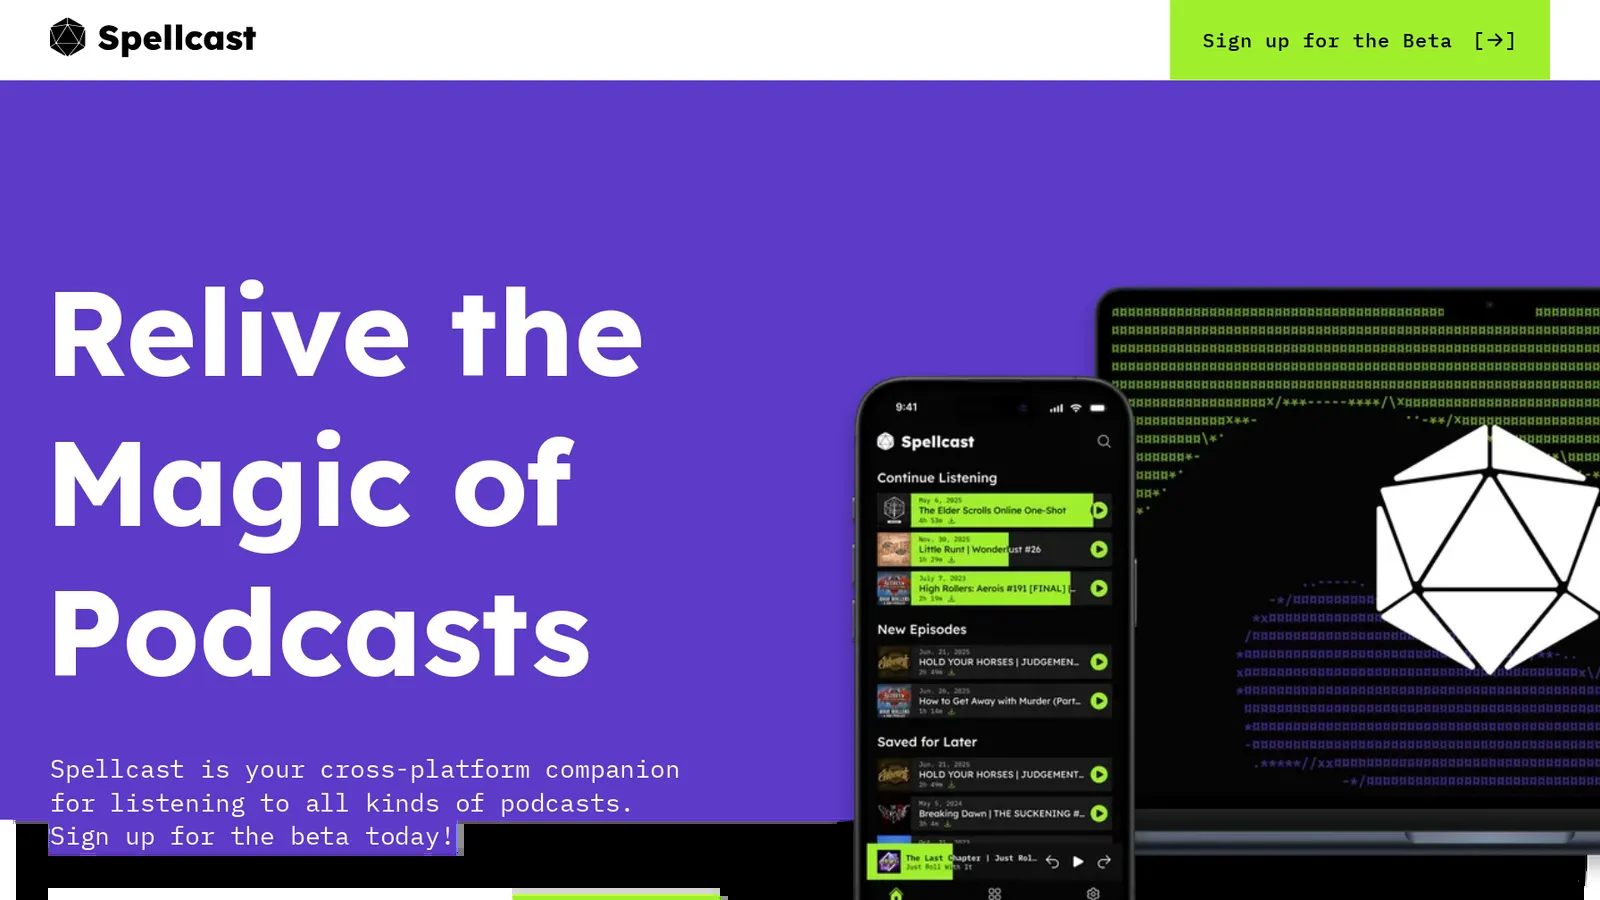 Spellcast
Sign up for the Beta [→]
Relive the
Magic of
Podcasts
Spellcast is your cross-platform companion
for listening to all kinds of podcasts.
Sign up for the beta today!
9:41
Spellcast
Continue Listening
May 6, 2025
The Elder Scrolls Online One-Shot
4h 53m
Nov. 30, 2025
Little Runt | Wonderlust #26
1h 29m
July 7, 2023
High Rollers: Aerois #191 [FINAL] [...
2h 19m
New Episodes
Jun. 21, 2025
HOLD YOUR HORSES | JUDGEMEN...
2h 49m
Jun. 26, 2025
How to Get Away with Murder (Part...
1h 14m
Saved for Later
Jun. 21, 2025
HOLD YOUR HORSES | JUDGEMENT...
2h 49m
May 5, 2024
Breaking Dawn | THE SUCKENING #...
3h 4m
The Last Chapter | Just Rol...
Just Roll With It